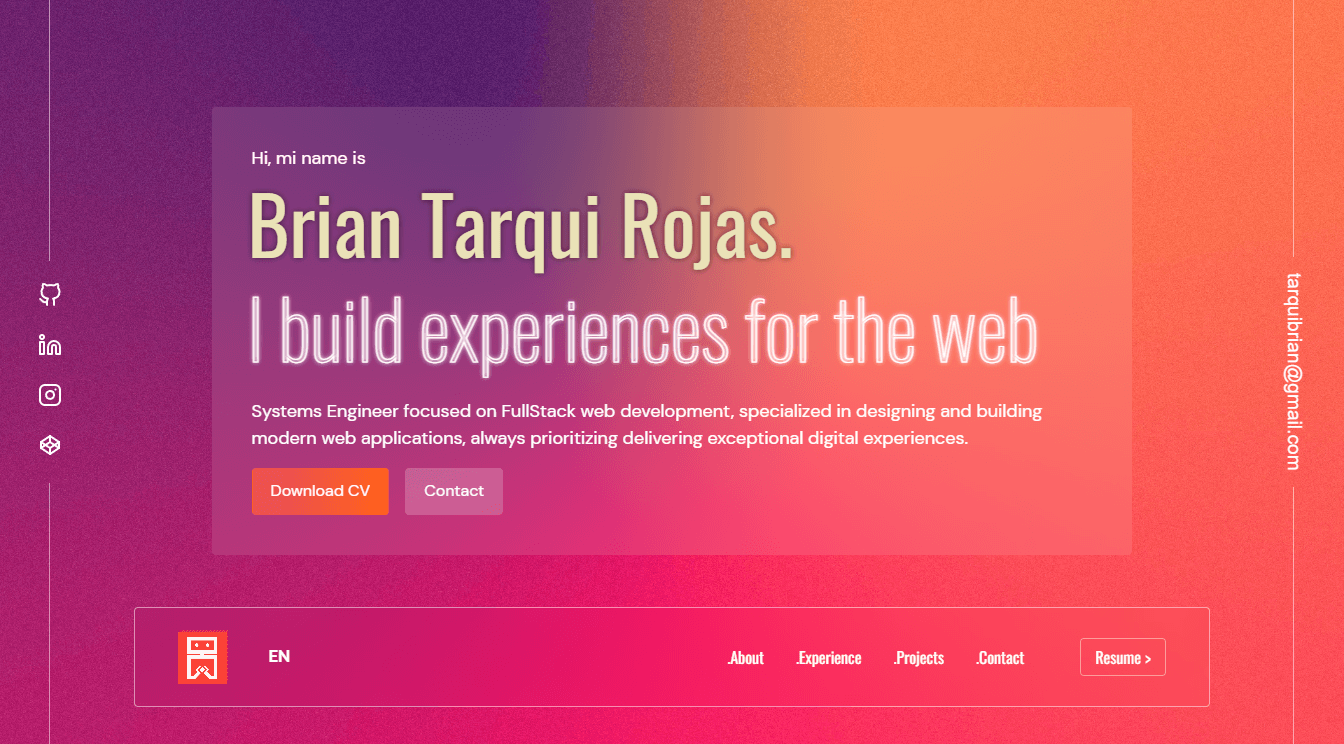 Hi, mi name is
Brian Tarqui Rojas.
I build experiences for the web
Systems Engineer focused on FullStack web development, specialized in designing and building
modern web applications, always prioritizing delivering exceptional digital experiences.
Download CV
Contact
tarquibrian@gmail.com
EN
.About
.Experience
.Projects
.Contact
Resume >